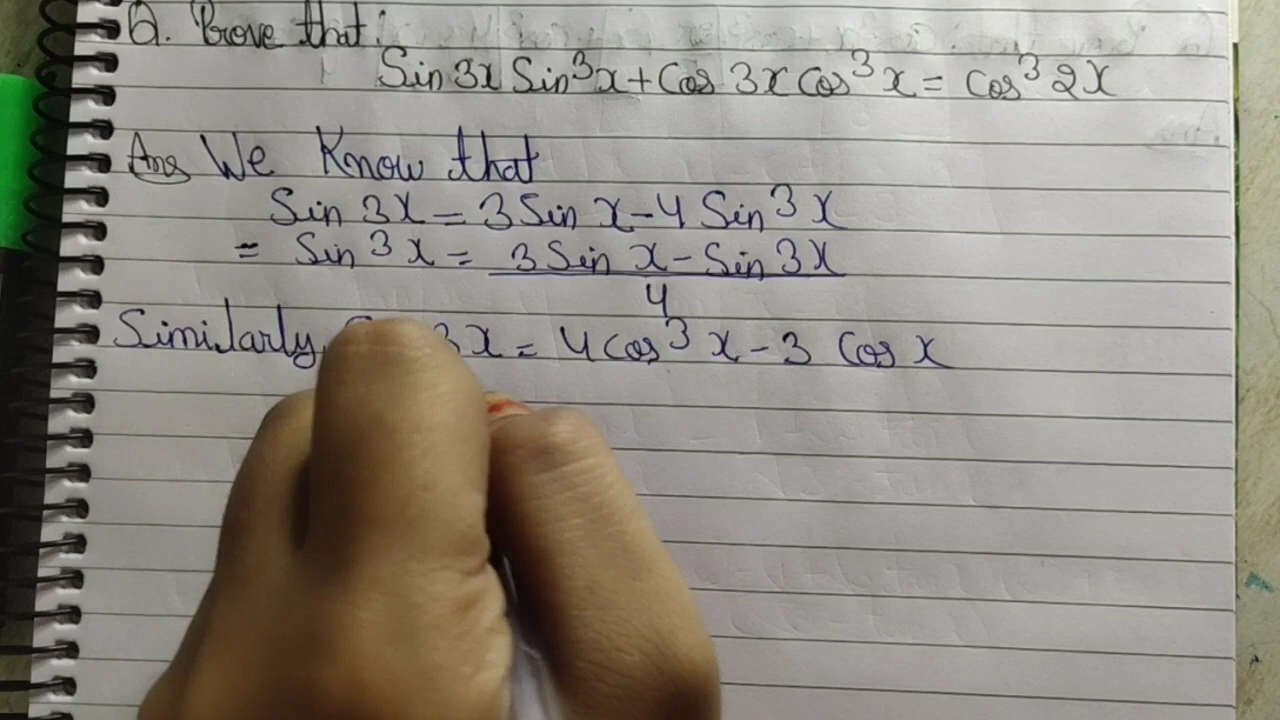 Q. Prove that:
Sin 3x Sin³x + Cos 3x Cos³x = Cos³ 2x
Ans We Know that
Sin 3x = 3 Sin x - 4 Sin³ x
= Sin³ x = 3 Sin x - Sin 3x
4
Similarly, 3x = 4 Cos³ x - 3 Cos x